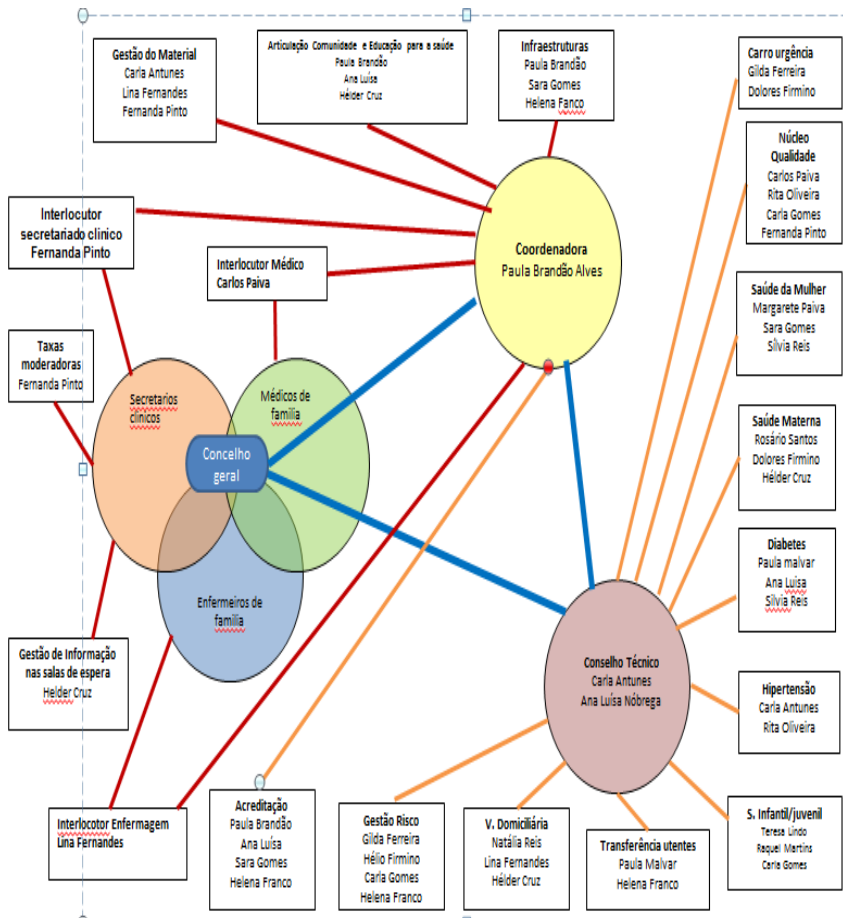 Gestão do Material
Carla Antunes
Lina Fernandes
Fernanda Pinto
Articulação Comunidade e Educação para a saúde
Paula Brandão
Ana Luísa
Hélder Cruz
Infraestruturas
Paula Brandão
Sara Gomes
Helena Fanco
Carro urgência
Gilda Ferreira
Dolores Firmino
Núcleo
Qualidade
Carlos Paiva
Rita Oliveira
Carla Gomes
Fernanda Pinto
Interlocutor
secretariado clinico
Fernanda Pinto
Interlocutor Médico
Carlos Paiva
Coordenadora
Paula Brandão Alves
Saúde da Mulher
Margarete Paiva
Sara Gomes
Sílvia Reis
Taxas
moderadoras
Fernanda Pinto
Secretarios
clínicos
Médicos de
familia
Concelho
geral
Enfermeiros de
familia
Saúde Materna
Rosário Santos
Dolores Firmino
Hélder Cruz
Diabetes
Paula malvar
Ana Luisa
Silvia Reis
Gestão de Informação
nas salas de espera
Helder Cruz
Conselho Técnico
Carla Antunes
Ana Luísa Nóbrega
Hipertensão
Carla Antunes
Rita Oliveira
Interlocotor Enfermagem
Lina Fernandes
Acreditação
Paula Brandão
Ana Luísa
Sara Gomes
Helena Franco
Gestão Risco
Gilda Ferreira
Hélio Firmino
Carla Gomes
Helena Franco
V. Domiciliária
Natália Reis
Lina Fernandes
Hélder Cruz
Transferência utentes
Paula Malvar
Helena Franco
S. Infantil/juvenil
Teresa Lindo
Raquel Martins
Carla Gomes